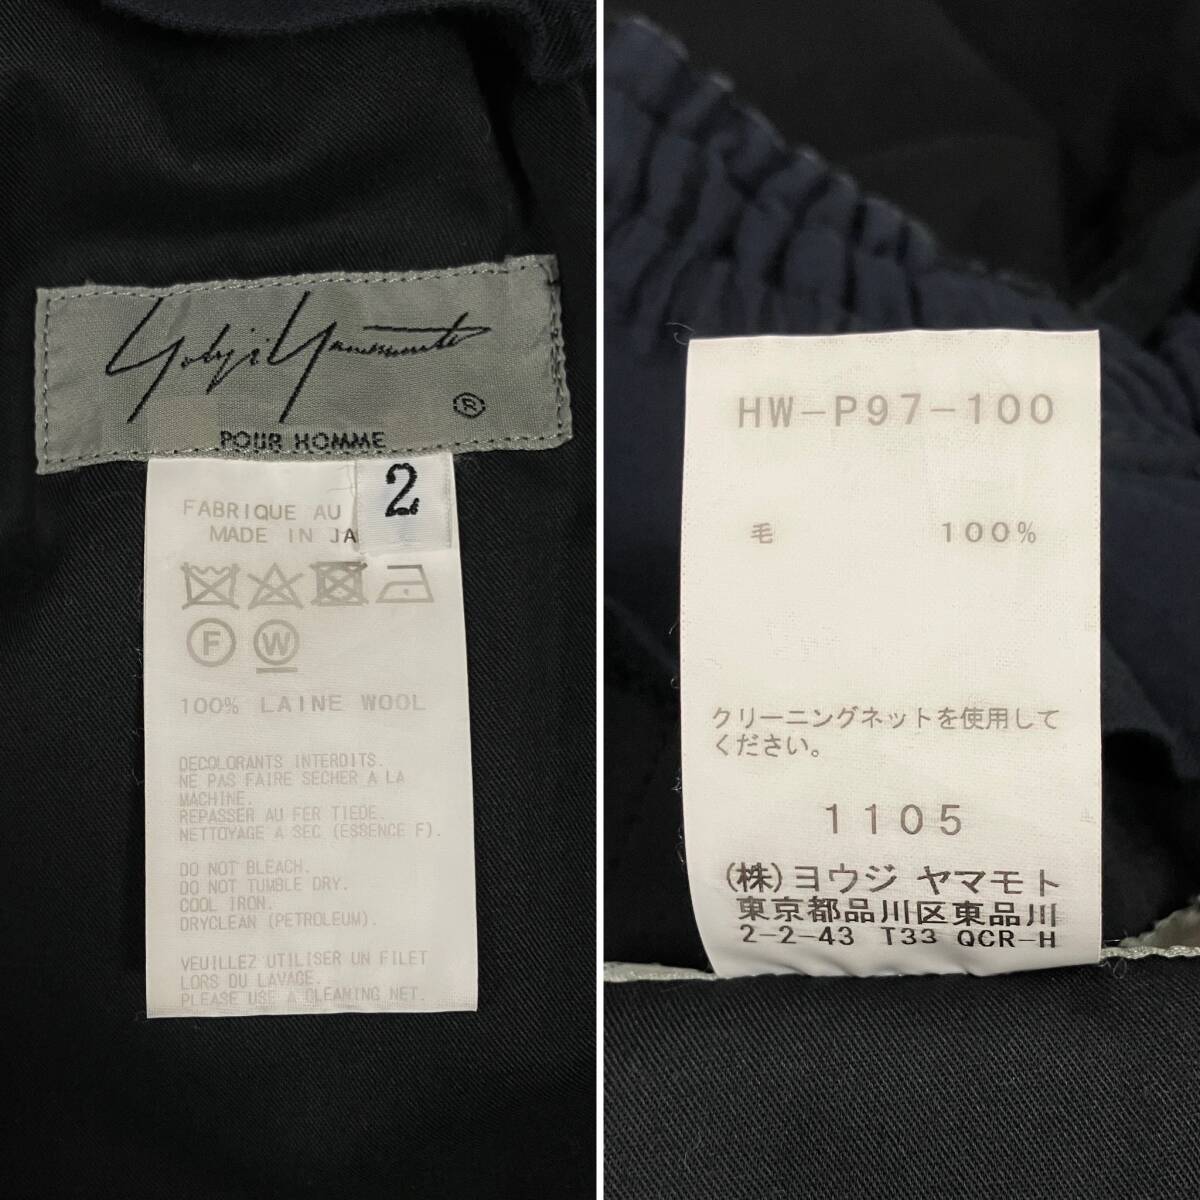 Yohji Yamamoto
®
POUR HOMME
2
FABRIQUE AU
MADE IN JA
F W
100% LAINE WOOL
DECOLORANTS INTERDITS.
NE PAS FAIRE SECHER A LA
MACHINE.
REPASSER AU FER TIEDE.
NETTOYAGE A SEC (ESSENCE F).
DO NOT BLEACH.
DO NOT TUMBLE DRY.
COOL IRON.
DRYCLEAN (PETROLEUM).
VEUILLEZ UTILISER UN FILET
LORS DU LAVAGE.
PLEASE USE A CLEANING NET.
HW-P97-100
毛 100%
クリーニングネットを使用して
ください。
1105
(株)ヨウジ ヤマモト
東京都品川区東品川
2-2-43 T33 QCR-H